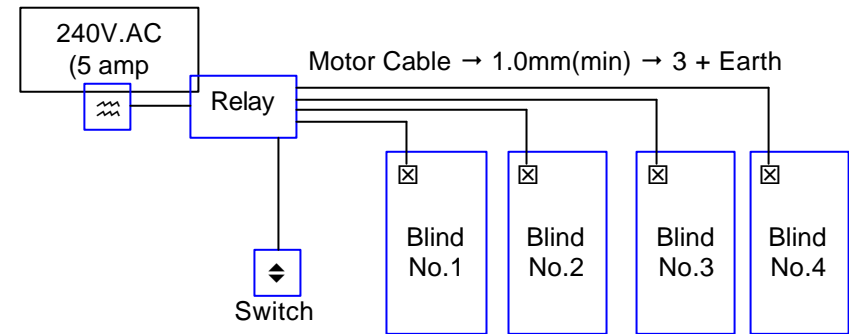 240V.AC
(5 amp
Motor Cable → 1.0mm(min) → 3 + Earth
Relay
Blind
No.1
Blind
No.2
Blind
No.3
Blind
No.4
Switch